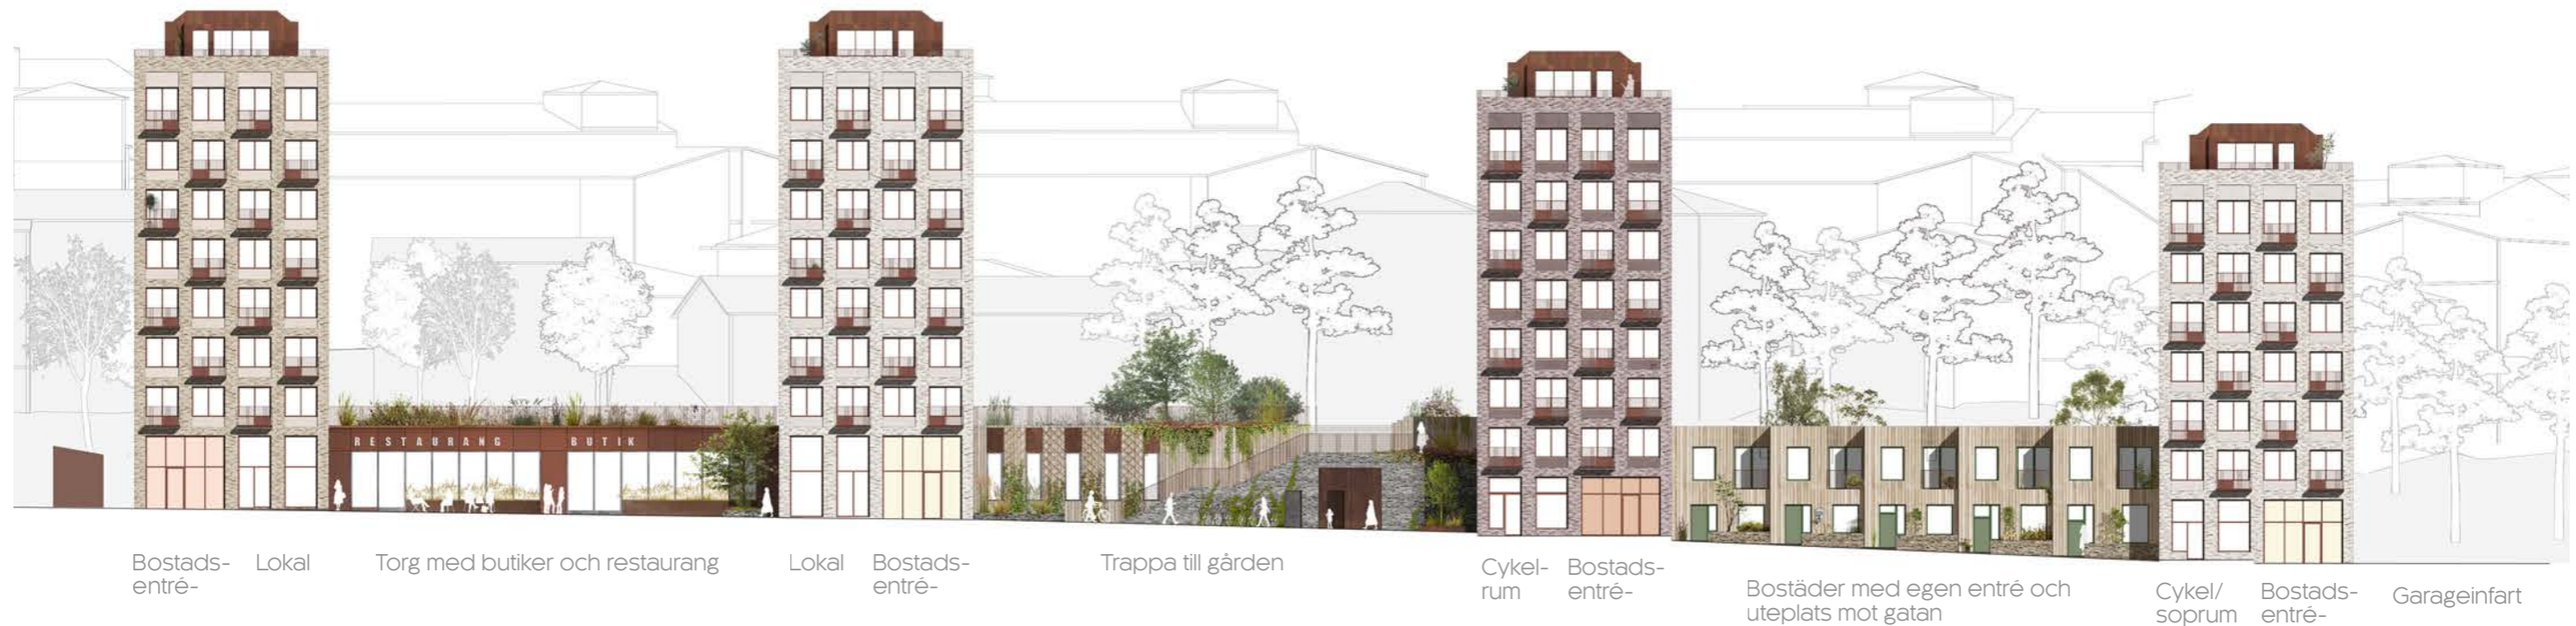 RESTAURANG
BUTIK
Bostads-
entré-
Lokal
Torg med butiker och restaurang
Lokal
Bostads-
entré-
Trappa till gården
Cykel-
rum
Bostads-
entré-
Bostäder med egen entré och
uteplats mot gatan
Cykel/
soprum
Bostads-
entré-
Garageinfart